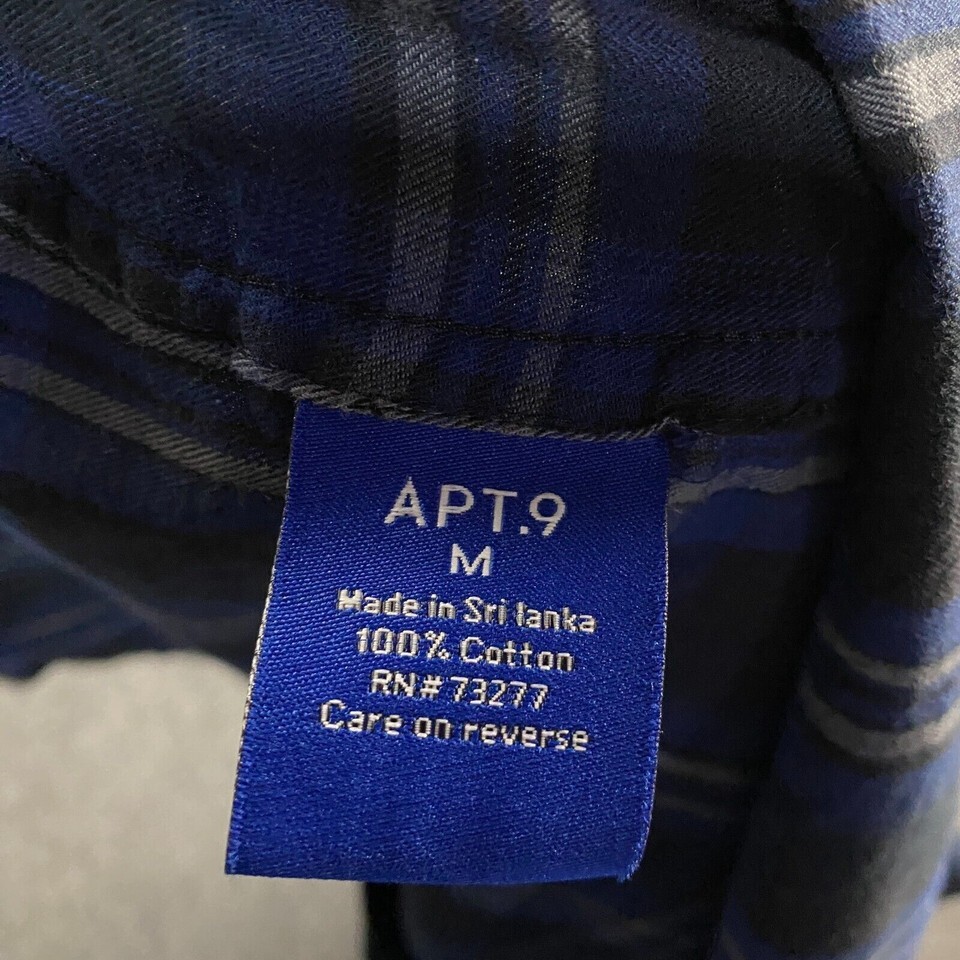 APT.9
M
Made in Sri lanka
100% Cotton
RN# 73277
Care on reverse